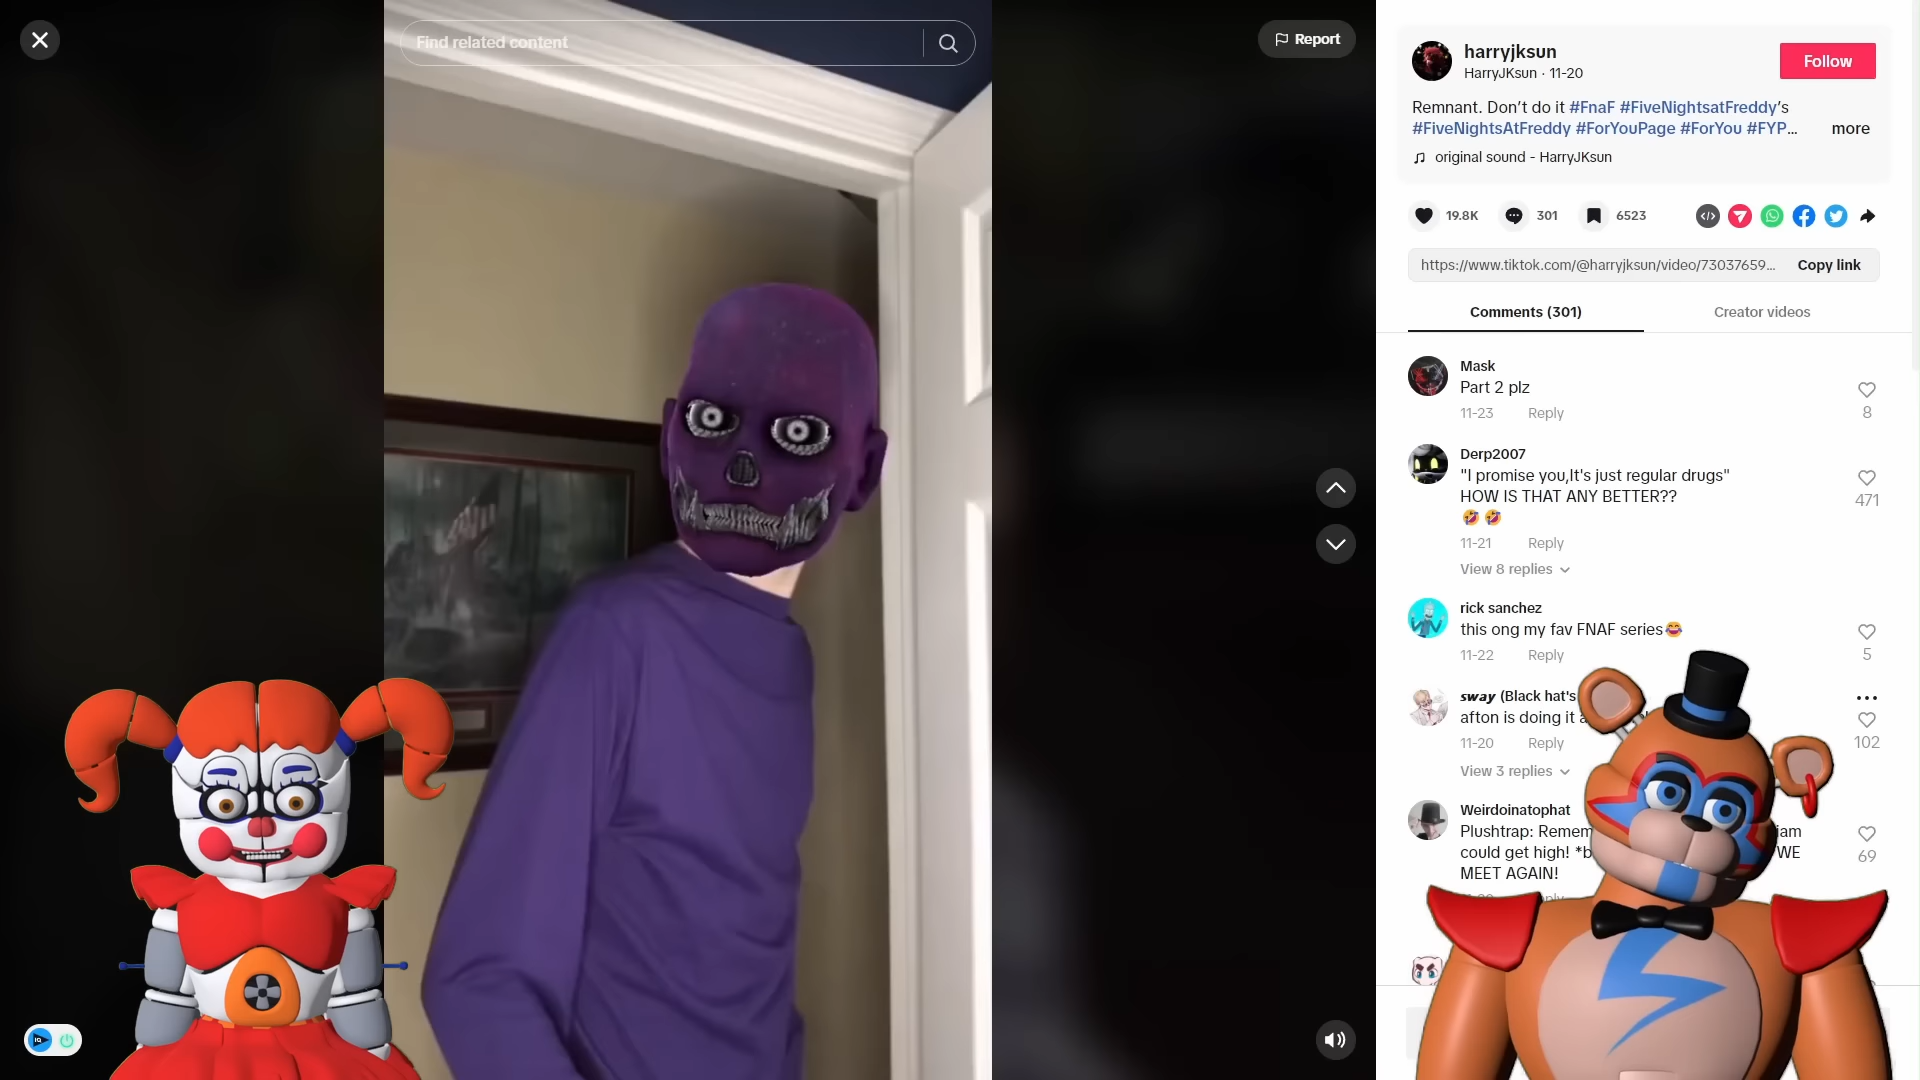 Find related content
Report
harryjksun
HarryJKsun · 11-20
Follow
Remnant. Don’t do it #FnaF #FiveNightsatFreddy’s
#FiveNightsAtFreddy #ForYouPage #ForYou #FYP...
more
original sound - HarryJKsun
19.8K
301
6523
https://www.tiktok.com/@harryjksun/video/73037659...
Copy link
Comments (301)
Creator videos
Mask
Part 2 plz
11-23 Reply
8
Derp2007
"I promise you,It's just regular drugs"
HOW IS THAT ANY BETTER??
🤣🤣
11-21 Reply
471
View 8 replies
rick sanchez
this ong my fav FNAF series😂
11-22 Reply
5
sway (Black hat's
afton is doing it
11-20 Reply
102
View 3 replies
Weirdoinatophat
Plushtrap:
could get high! WE
MEET AGAIN!
69